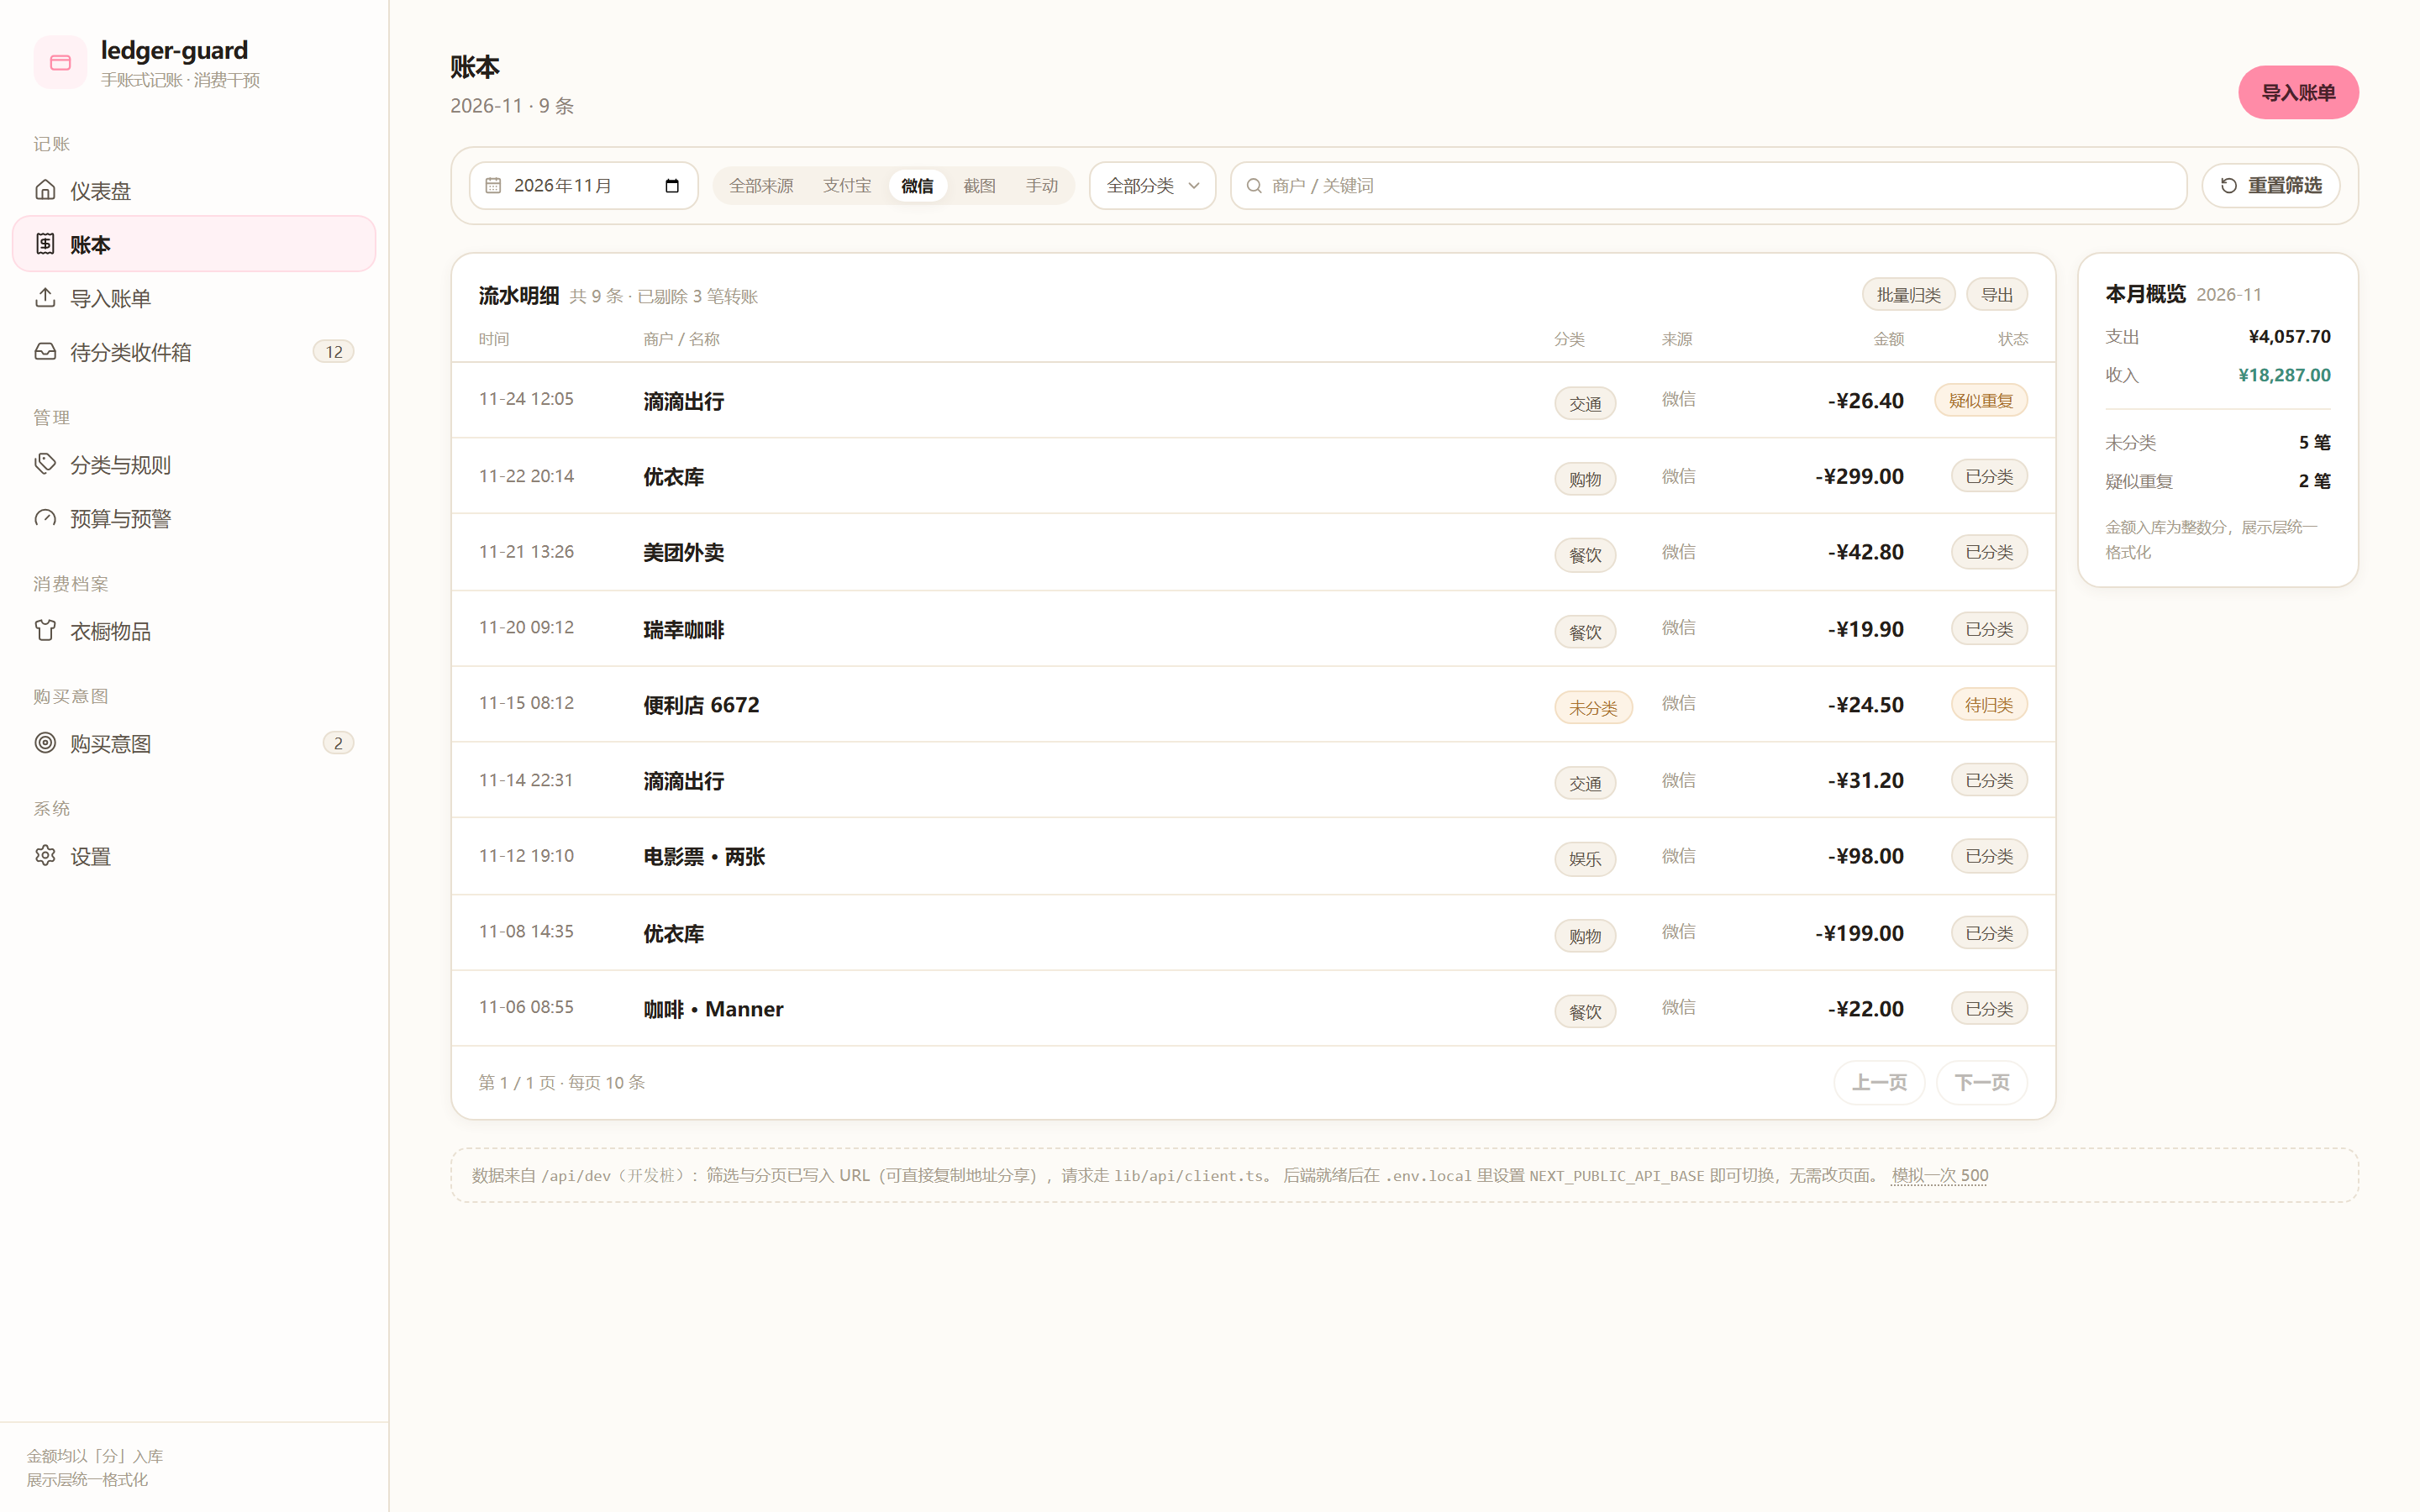 ledger-guard
手账式记账 · 消费干预
记账
仪表盘
账本
导入账单
待分类收件箱 12
管理
分类与规则
预算与预警
消费档案
衣橱物品
购买意图
购买意图 2
系统
设置
金额均以「分」入库
展示层统一格式化
账本
2026-11 · 9 条
导入账单
2026年11月 全部来源 支付宝 微信 截图 手动 全部分类 商户 / 关键词 重置筛选
流水明细 共 9 条 · 已剔除 3 笔转账 批量归类 导出
时间 商户 / 名称 分类 来源 金额 状态
11-24 12:05 滴滴出行 交通 微信 -¥26.40 疑似重复
11-22 20:14 优衣库 购物 微信 -¥299.00 已分类
11-21 13:26 美团外卖 餐饮 微信 -¥42.80 已分类
11-20 09:12 瑞幸咖啡 餐饮 微信 -¥19.90 已分类
11-15 08:12 便利店 6672 未分类 微信 -¥24.50 待归类
11-14 22:31 滴滴出行 交通 微信 -¥31.20 已分类
11-12 19:10 电影票 • 两张 娱乐 微信 -¥98.00 已分类
11-08 14:35 优衣库 购物 微信 -¥199.00 已分类
11-06 08:55 咖啡 • Manner 餐饮 微信 -¥22.00 已分类
第 1 / 1 页 · 每页 10 条 上一页 下一页
本月概览 2026-11
支出 ¥4,057.70
收入 ¥18,287.00
未分类 5 笔
疑似重复 2 笔
金额入库为整数分，展示层统一
格式化
数据来自 /api/dev（开发桩）：筛选与分页已写入 URL（可直接复制地址分享），请求走 lib/api/client.ts。 后端就绪后在 .env.local 里设置 NEXT_PUBLIC_API_BASE 即可切换，无需改页面。 模拟一次 500